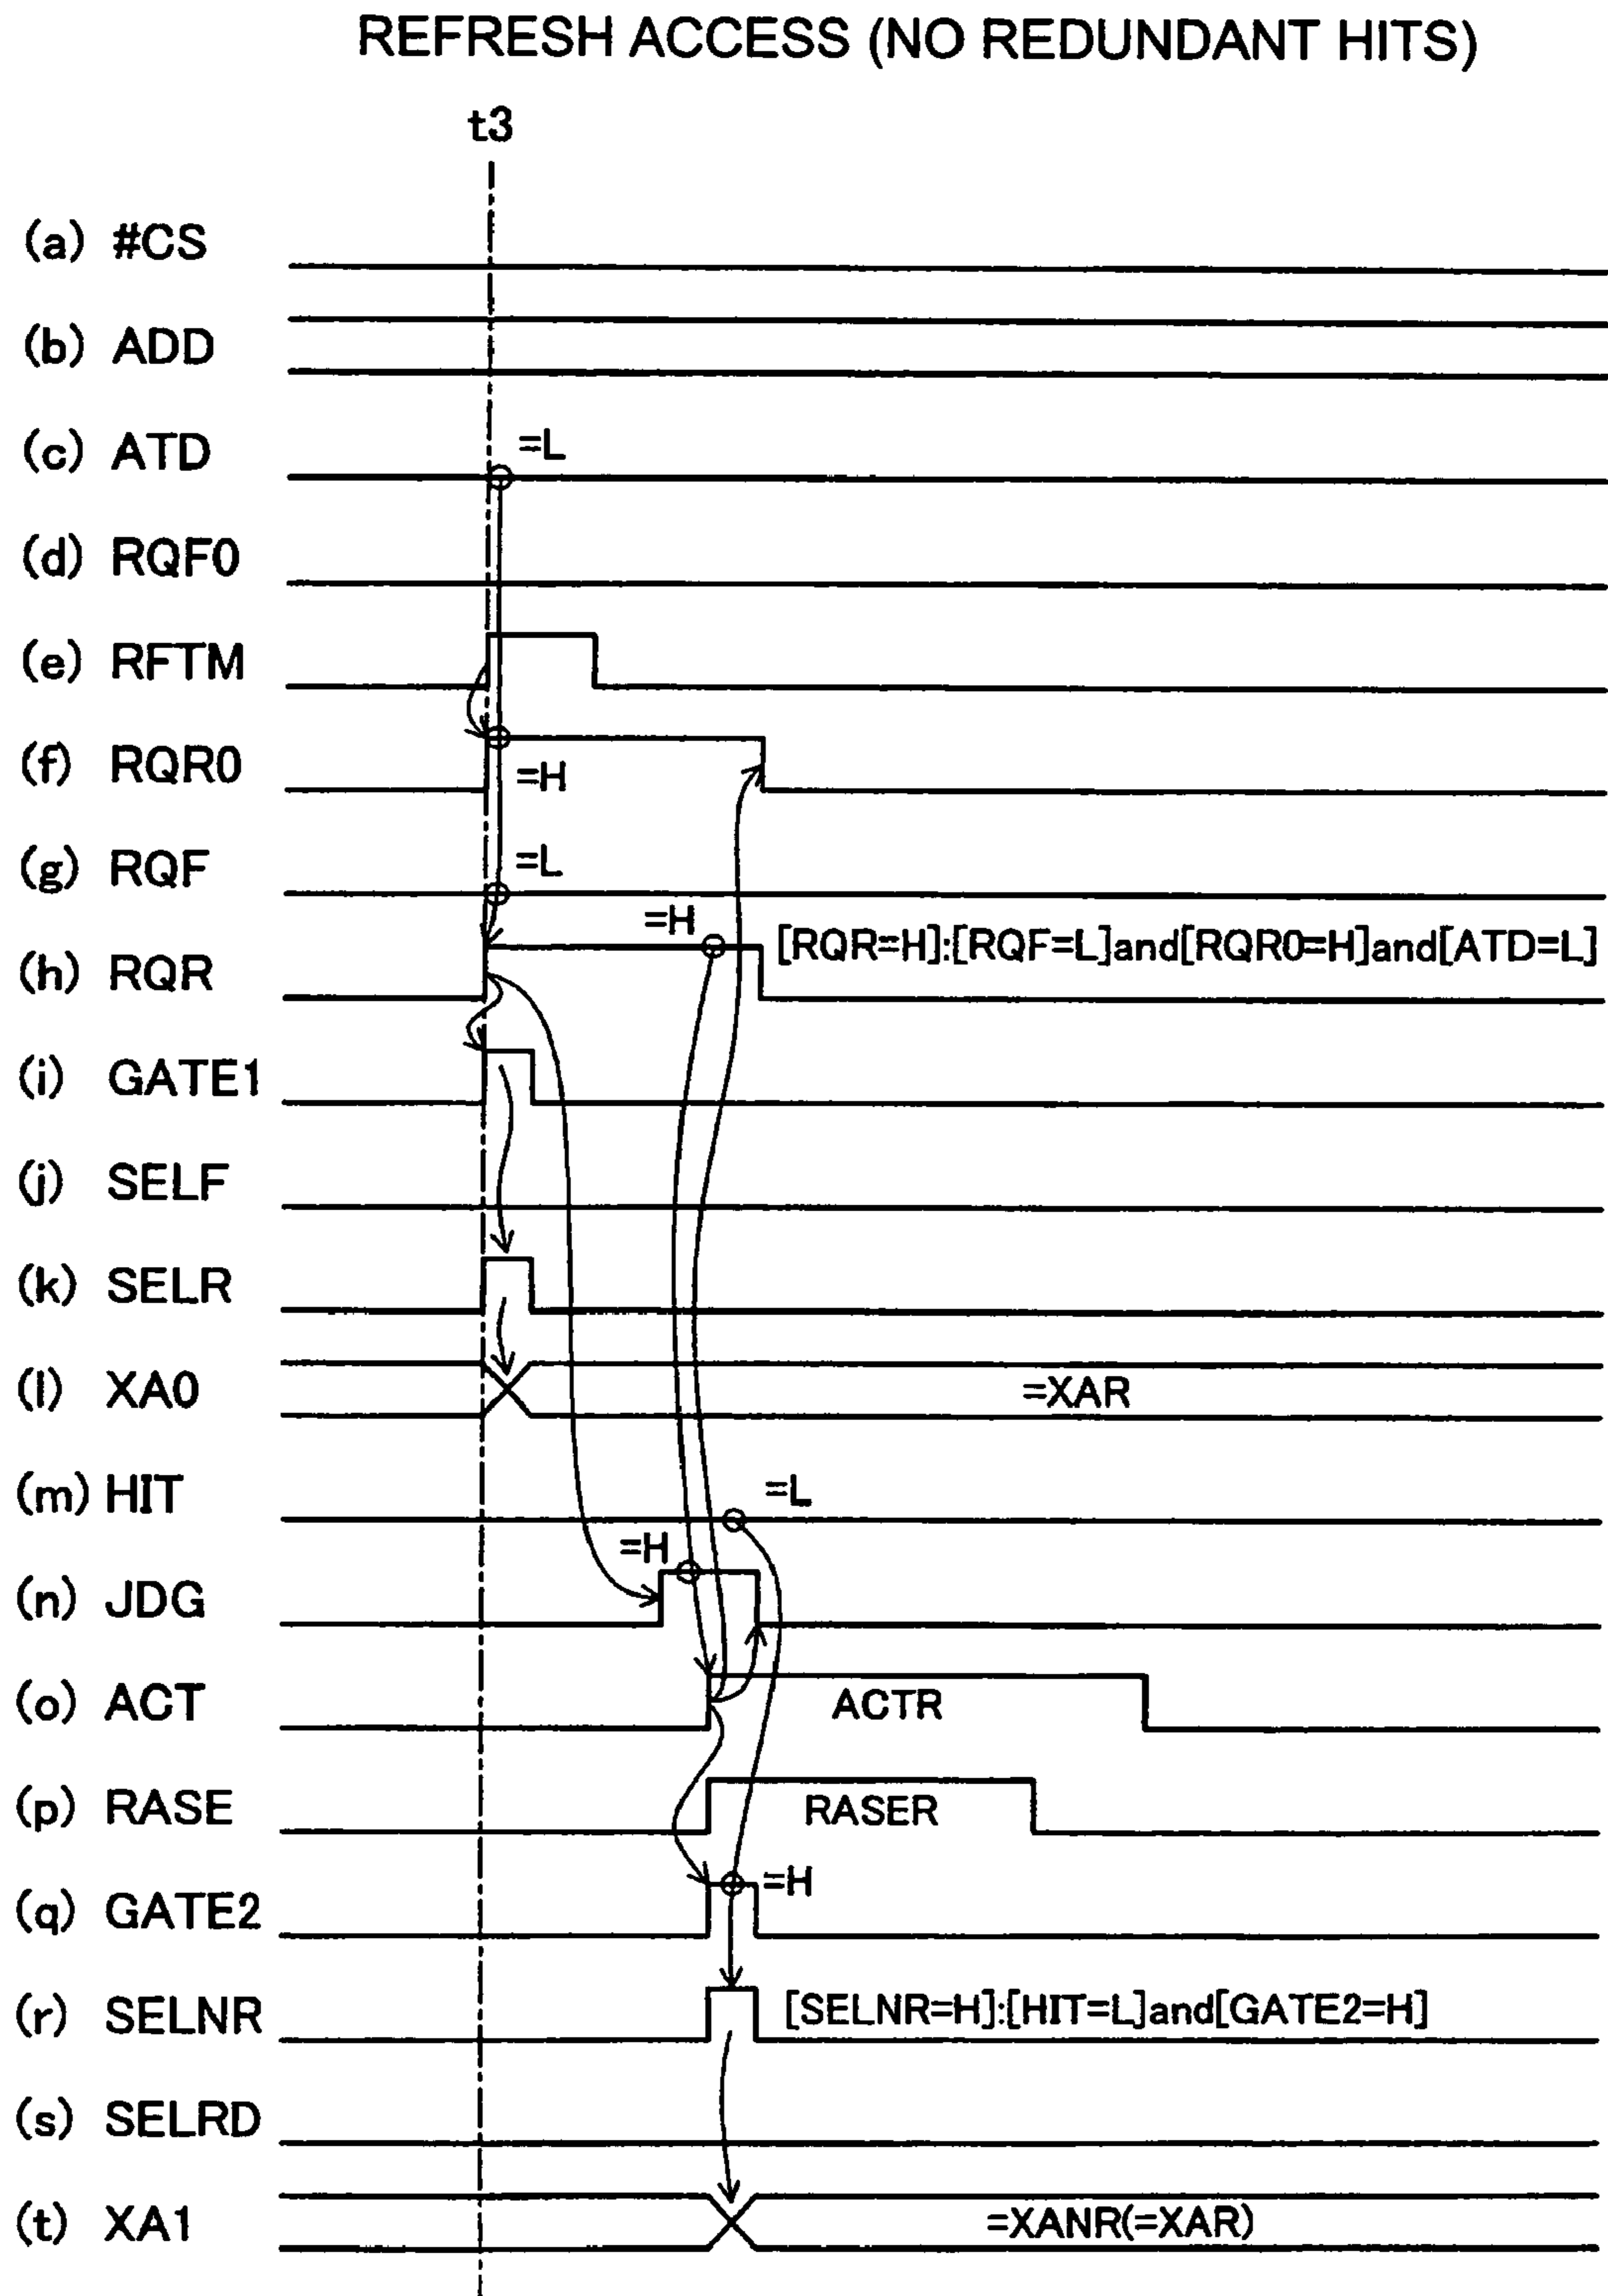 REFRESH ACCESS (NO REDUNDANT HITS)
t3
(a) #CS
(b) ADD
(c) ATD
=L
(d) RQF0
(e) RFTM
(f) RQR0
=H
(g) RQF
=L
(h) RQR
=H
[RQR=H]:[RQF=L]and[RQR0=H]and[ATD=L]
(i) GATE1
(j) SELF
(k) SELR
(l) XA0
=XAR
(m) HIT
=L
(n) JDG
=H
(o) ACT
ACTR
(p) RASE
RASER
(q) GATE2
=H
(r) SELNR
[SELNR=H]:[HIT=L]and[GATE2=H]
(s) SELRD
(t) XA1
=XANR(=XAR)